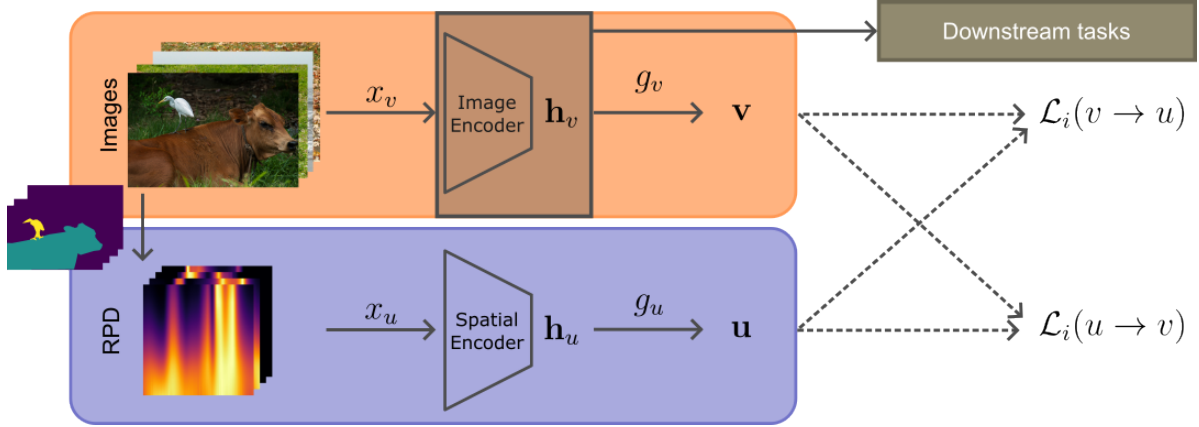 Downstream tasks
Images
x_v
Image
Encoder
h_v
g_v
v
ℒ_i(v → u)
RPD
x_u
Spatial
Encoder
h_u
g_u
u
ℒ_i(u → v)